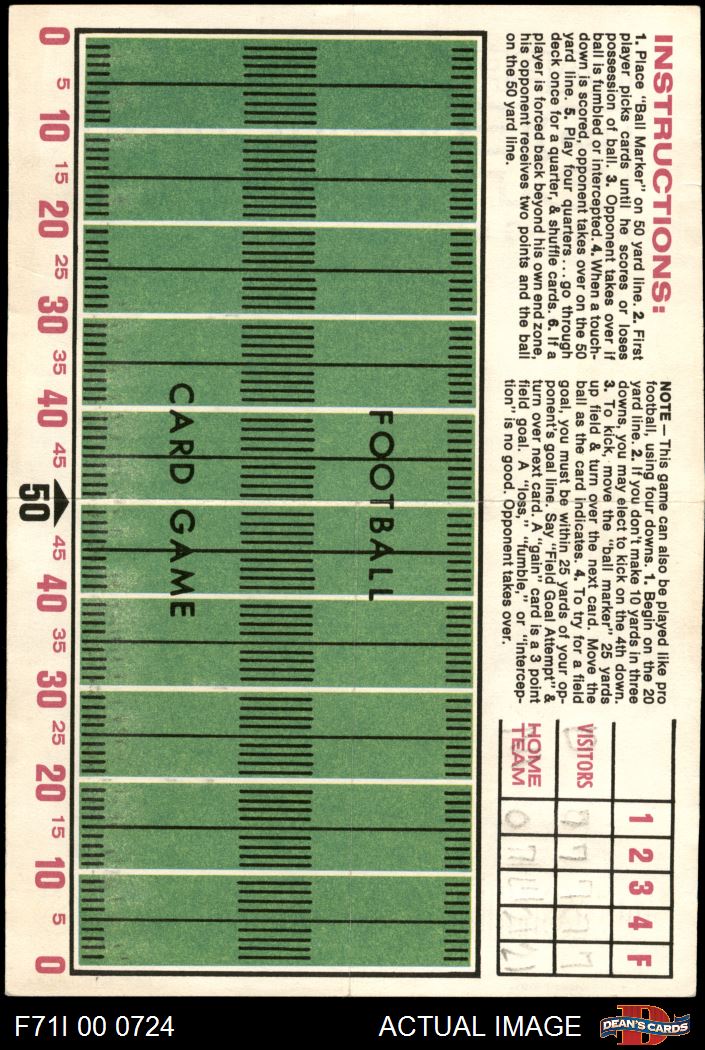 INSTRUCTIONS:
1. Place "Ball Marker" on 50 yard line. 2. First
player picks cards until he scores or loses
possession of ball. 3. Opponent takes over if
ball is fumbled or intercepted. 4. When a touch-
down is scored, opponent takes over on the 50
yard line. 5. Play four quarters...go through
deck once for a quarter, & shuffle cards. 6. If a
player is forced back beyond his own end zone,
his opponent receives two points and the ball
on the 50 yard line.
NOTE — This game can also be played like pro
football, using four downs. 1. Begin on the 20
yard line. 2. If you don't make 10 yards in three
downs, you may elect to kick on the 4th down.
3. To kick, move the "ball marker" 25 yards
up field & turn over the next card. Move the
ball as the card indicates. 4. To try for a field
goal, you must be within 25 yards of your op-
ponent's goal line. Say "Field Goal Attempt" &
turn over next card. A "gain" card is a 3 point
field goal. A "loss," "fumble," or "intercep-
tion" is no good. Opponent takes over.
1 2 3 4 F
VISITORS 7 7
HOME
TEAM 0 7
FOOTBALL
CARD GAME
0 5 10 15 20 25 30 35 40 45 50 45 40 35 30 25 20 15 10 5 0
F71I 00 0724
ACTUAL IMAGE
D
DEAN'S CARDS